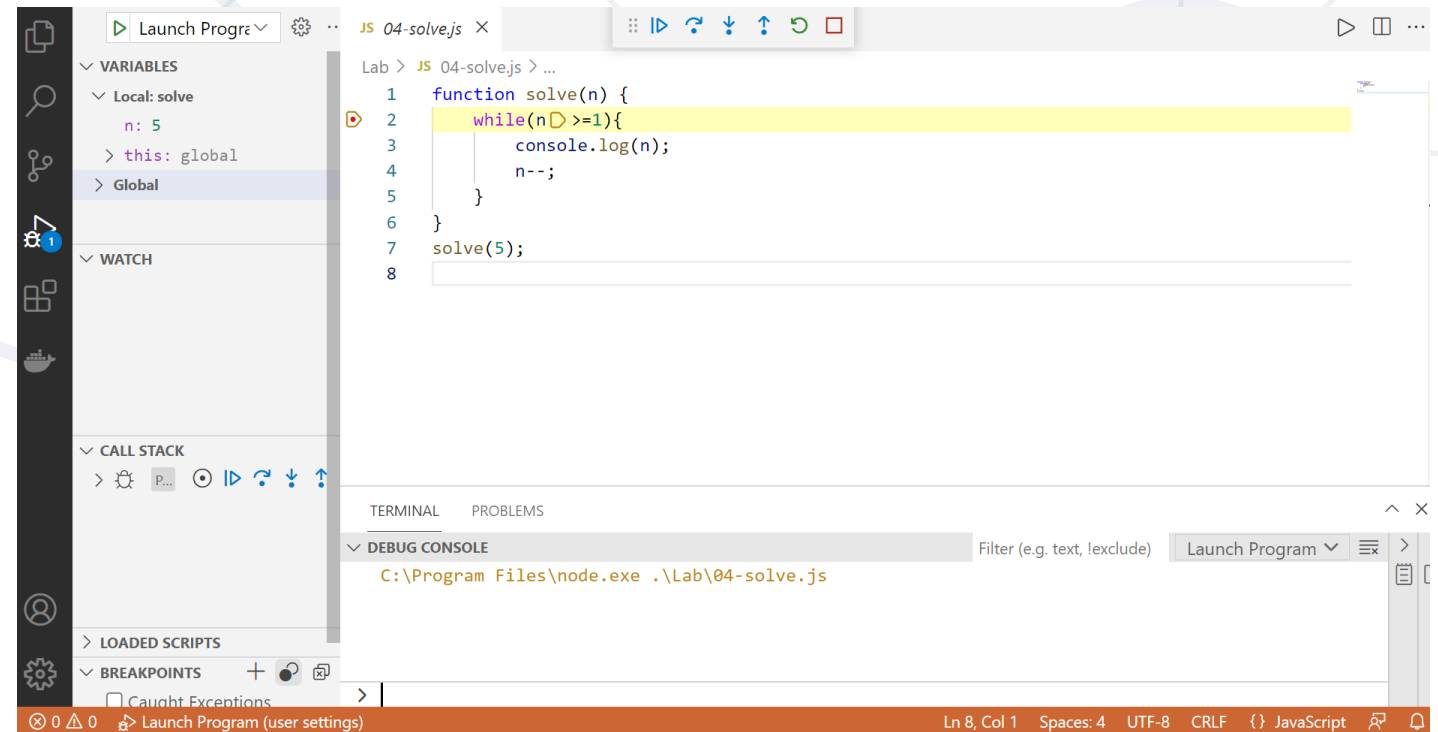 Launch Progra
JS 04-solve.js
VARIABLES
Local: solve
n: 5
this: global
Global
WATCH
CALL STACK
P...
LOADED SCRIPTS
BREAKPOINTS
Caught Exceptions
Lab > JS 04-solve.js > ...
1 function solve(n) {
2 while(n >=1){
3 console.log(n);
4 n--;
5 }
6 }
7 solve(5);
8
TERMINAL PROBLEMS
DEBUG CONSOLE
Filter (e.g. text, !exclude)
Launch Program
C:\Program Files\node.exe .\Lab\04-solve.js
>
1
0 0 Launch Program (user settings) Ln 8, Col 1 Spaces: 4 UTF-8 CRLF {} JavaScript